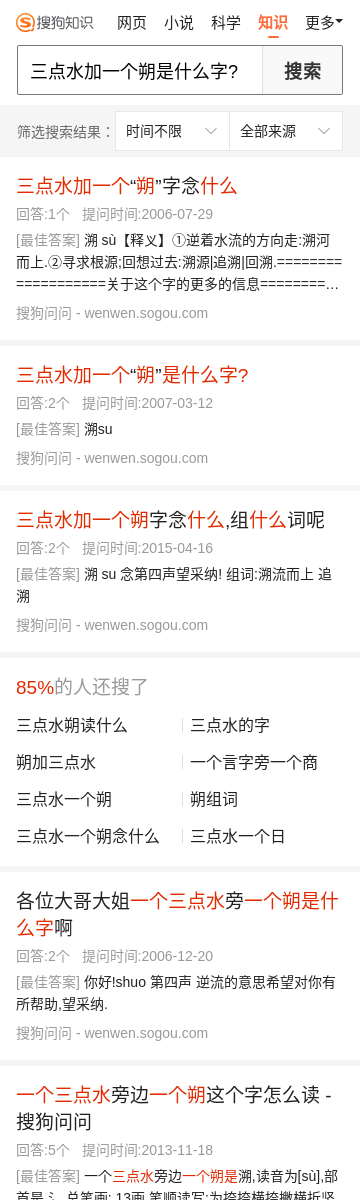 搜狗知识 网页 小说 科学 知识 更多
三点水加一个朔是什么字? 搜索
筛选搜索结果： 时间不限 全部来源
三点水加一个“朔”字念什么
回答:1个 提问时间:2006-07-29
[最佳答案] 溯 sù【释义】①逆着水流的方向走:溯河
而上.②寻求根源;回想过去:溯源|追溯|回溯.========
===================关于这个字的更多的信息========...
搜狗问问 - wenwen.sogou.com
三点水加一个“朔”是什么字?
回答:2个 提问时间:2007-03-12
[最佳答案] 溯su
搜狗问问 - wenwen.sogou.com
三点水加一个朔字念什么,组什么词呢
回答:2个 提问时间:2015-04-16
[最佳答案] 溯 su 念第四声望采纳! 组词:溯流而上 追
溯
搜狗问问 - wenwen.sogou.com
85%的人还搜了
三点水朔读什么 三点水的字
朔加三点水 一个言字旁一个商
三点水一个朔 朔组词
三点水一个朔念什么 三点水一个日
各位大哥大姐一个三点水旁一个朔是什
么字啊
回答:2个 提问时间:2006-12-20
[最佳答案] 你好!shuo 第四声 逆流的意思希望对你有
所帮助,望采纳.
搜狗问问 - wenwen.sogou.com
一个三点水旁边一个朔这个字怎么读 -
搜狗问问
回答:5个 提问时间:2013-11-18
[最佳答案] 一个三点水旁边一个朔是溯,读音为[sù],部
首是 氵,总笔画: 13画,笔顺读写:为捺捺横捺撇横折竖